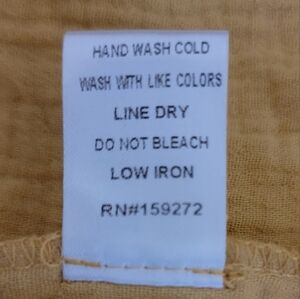 HAND WASH COLD
WASH WITH LIKE COLORS
LINE DRY
DO NOT BLEACH
LOW IRON
RN#159272